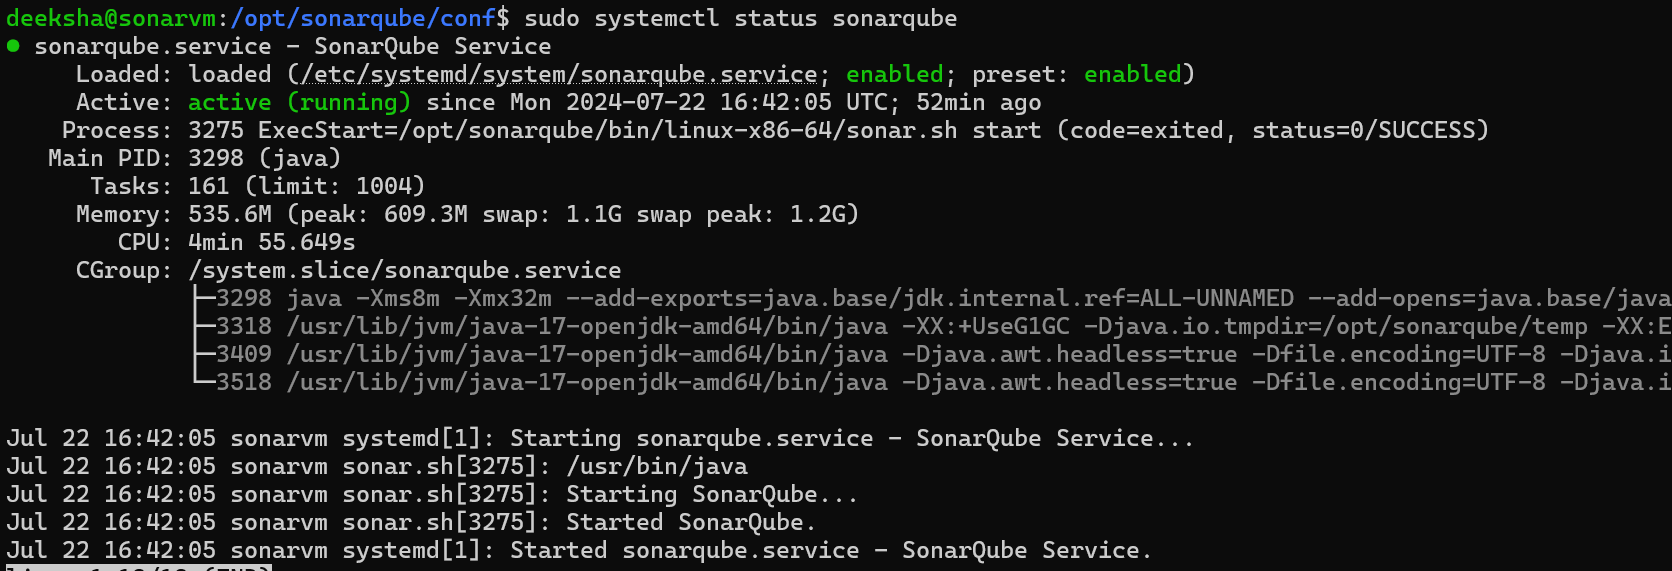 deeksha@sonarvm:/opt/sonarqube/conf$ sudo systemctl status sonarqube
● sonarqube.service - SonarQube Service
     Loaded: loaded (/etc/systemd/system/sonarqube.service; enabled; preset: enabled)
     Active: active (running) since Mon 2024-07-22 16:42:05 UTC; 52min ago
    Process: 3275 ExecStart=/opt/sonarqube/bin/linux-x86-64/sonar.sh start (code=exited, status=0/SUCCESS)
   Main PID: 3298 (java)
      Tasks: 161 (limit: 1004)
     Memory: 535.6M (peak: 609.3M swap: 1.1G swap peak: 1.2G)
        CPU: 4min 55.649s
     CGroup: /system.slice/sonarqube.service
             ├─3298 java -Xms8m -Xmx32m --add-exports=java.base/jdk.internal.ref=ALL-UNNAMED --add-opens=java.base/java
             ├─3318 /usr/lib/jvm/java-17-openjdk-amd64/bin/java -XX:+UseG1GC -Djava.io.tmpdir=/opt/sonarqube/temp -XX:E
             ├─3409 /usr/lib/jvm/java-17-openjdk-amd64/bin/java -Djava.awt.headless=true -Dfile.encoding=UTF-8 -Djava.i
             └─3518 /usr/lib/jvm/java-17-openjdk-amd64/bin/java -Djava.awt.headless=true -Dfile.encoding=UTF-8 -Djava.i
Jul 22 16:42:05 sonarvm systemd[1]: Starting sonarqube.service - SonarQube Service...
Jul 22 16:42:05 sonarvm sonar.sh[3275]: /usr/bin/java
Jul 22 16:42:05 sonarvm sonar.sh[3275]: Starting SonarQube...
Jul 22 16:42:05 sonarvm sonar.sh[3275]: Started SonarQube.
Jul 22 16:42:05 sonarvm systemd[1]: Started sonarqube.service - SonarQube Service.